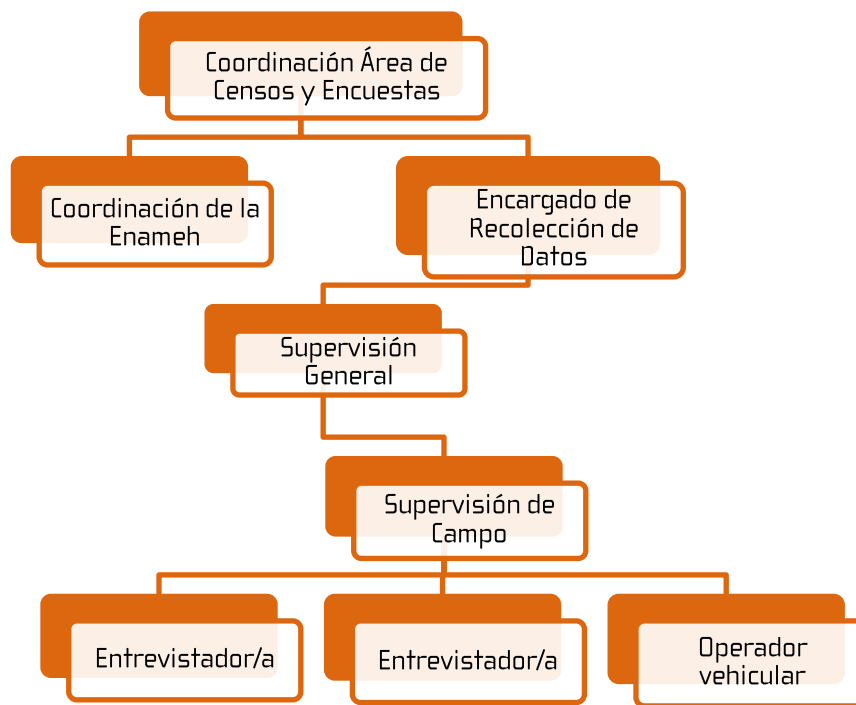 Coordinación Área de
Censos y Encuestas
Coordinación de la
Enameh
Encargado de
Recolección de
Datos
Supervisión
General
Supervisión de
Campo
Entrevistador/a
Entrevistador/a
Operador
vehicular